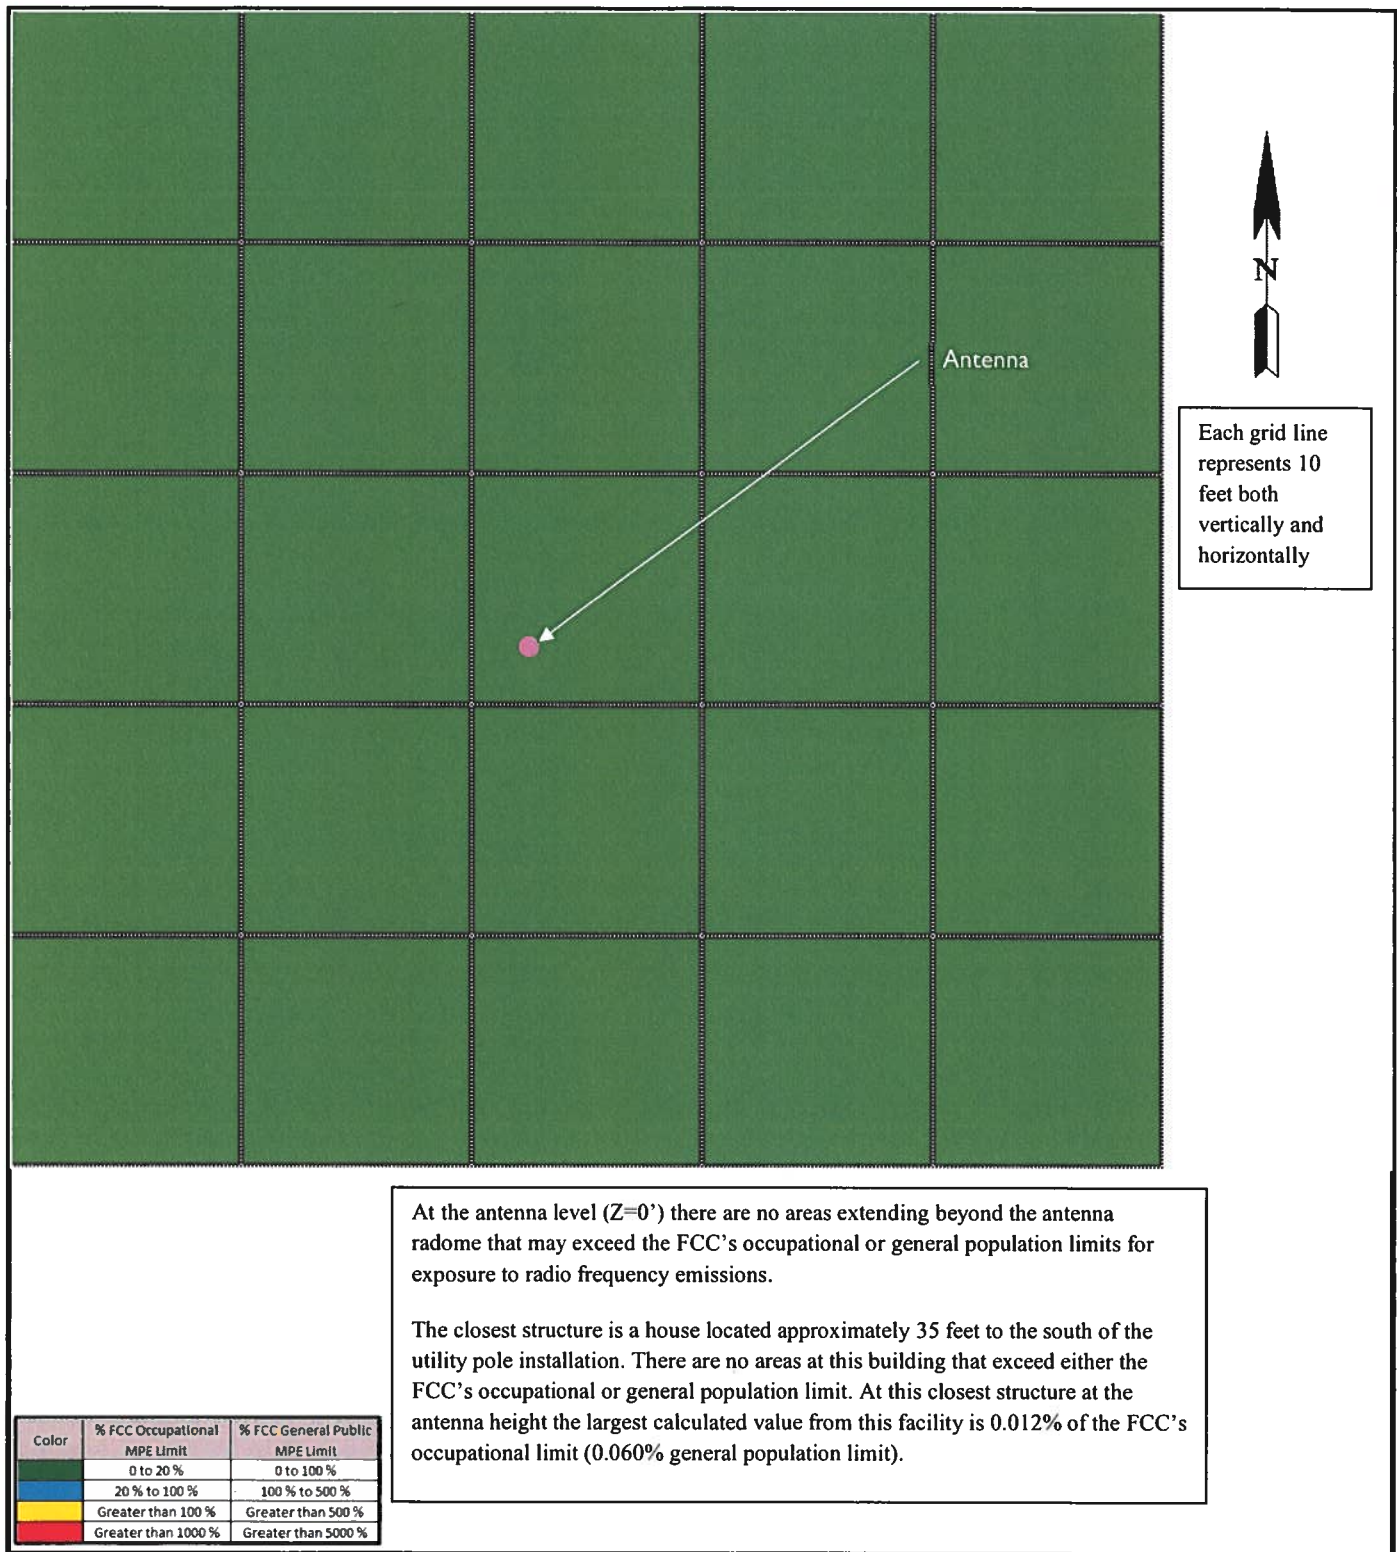 N
Antenna
Each grid line
represents 10
feet both
vertically and
horizontally
At the antenna level (Z=0’) there are no areas extending beyond the antenna
radome that may exceed the FCC’s occupational or general population limits for
exposure to radio frequency emissions.
The closest structure is a house located approximately 35 feet to the south of the
utility pole installation. There are no areas at this building that exceed either the
FCC’s occupational or general population limit. At this closest structure at the
antenna height the largest calculated value from this facility is 0.012% of the FCC’s
occupational limit (0.060% general population limit).
Color % FCC Occupational MPE Limit % FCC General Public MPE Limit
0 to 20 % 0 to 100 %
20 % to 100 % 100 % to 500 %
Greater than 100 % Greater than 500 %
Greater than 1000 % Greater than 5000 %